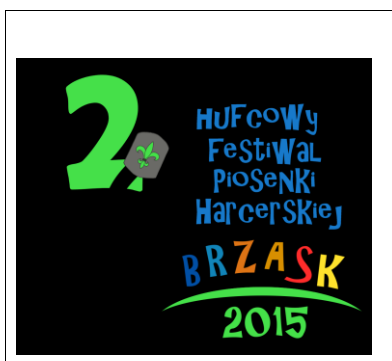 2.
HUFCOWY
FESTIWAL
PIOSENKI
HARCERSKIEJ
BRZASK
2015